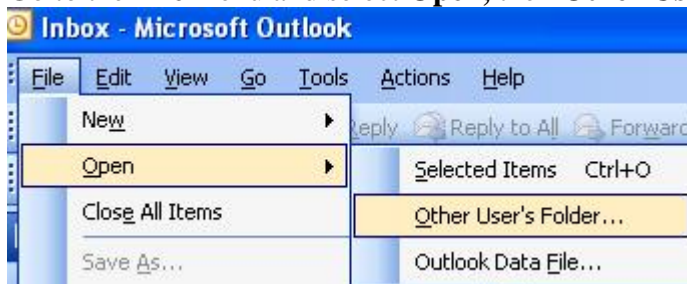 Inbox - Microsoft Outlook
File Edit View Go Tools Actions Help
New
Reply Reply to All Forward
Open
Selected Items Ctrl+O
Close All Items
Other User's Folder...
Save As...
Outlook Data File...